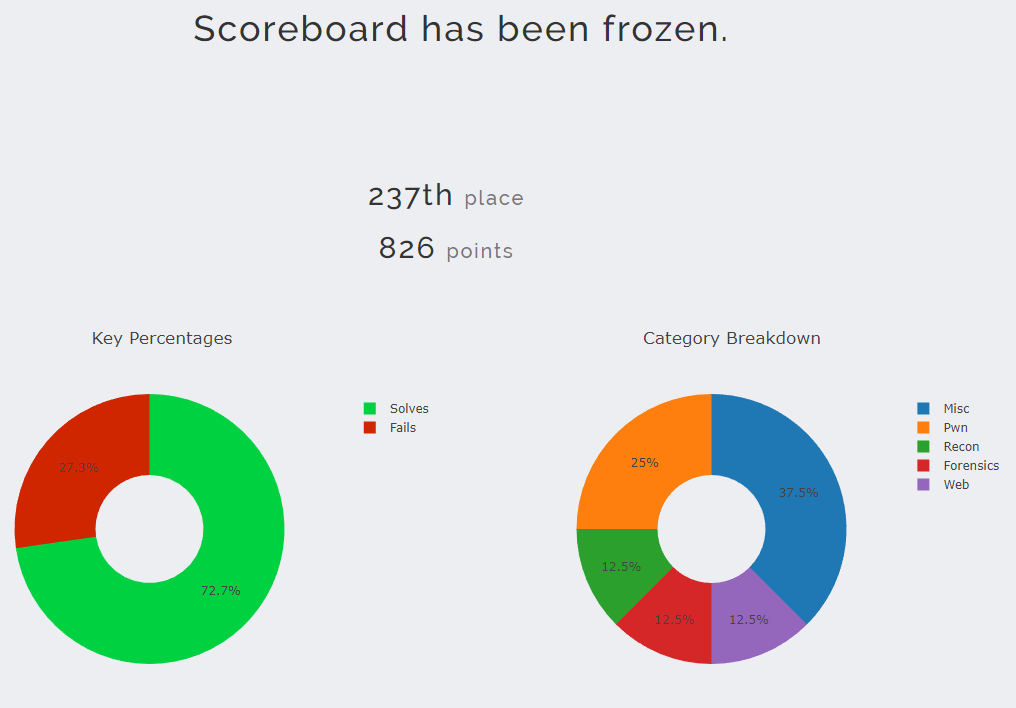 Scoreboard has been frozen.
237th place
826 points
Key Percentages
Solves
Fails
27.3%
72.7%
Category Breakdown
Misc
Pwn
Recon
Forensics
Web
25%
37.5%
12.5%
12.5%
12.5%